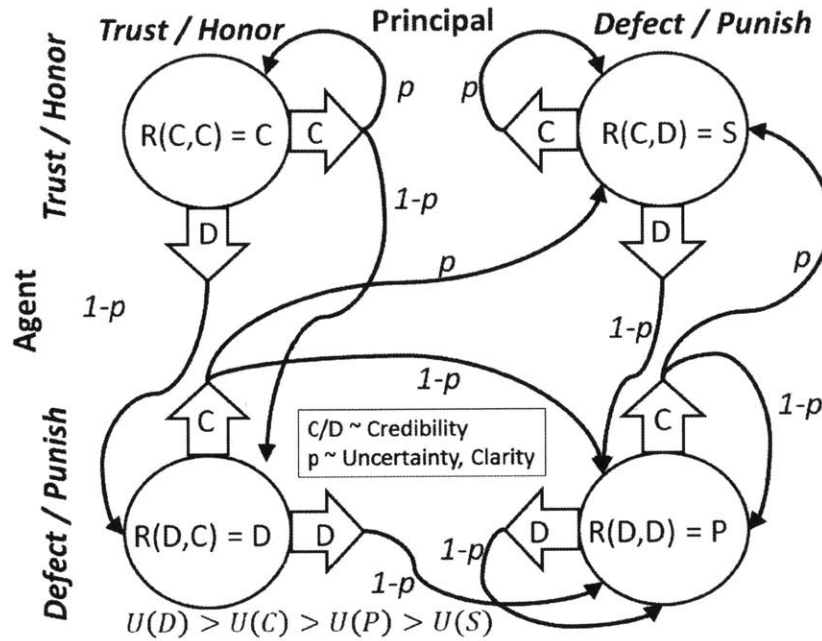 Trust / Honor
Principal
Defect / Punish
Trust / Honor
Agent
Defect / Punish
R(C,C) = C
C
p
1-p
p
C
R(C,D) = S
D
1-p
p
D
1-p
p
C
1-p
C
1-p
C/D ~ Credibility
p ~ Uncertainty, Clarity
R(D,C) = D
D
1-p
1-p
D
R(D,D) = P
U(D) > U(C) > U(P) > U(S)